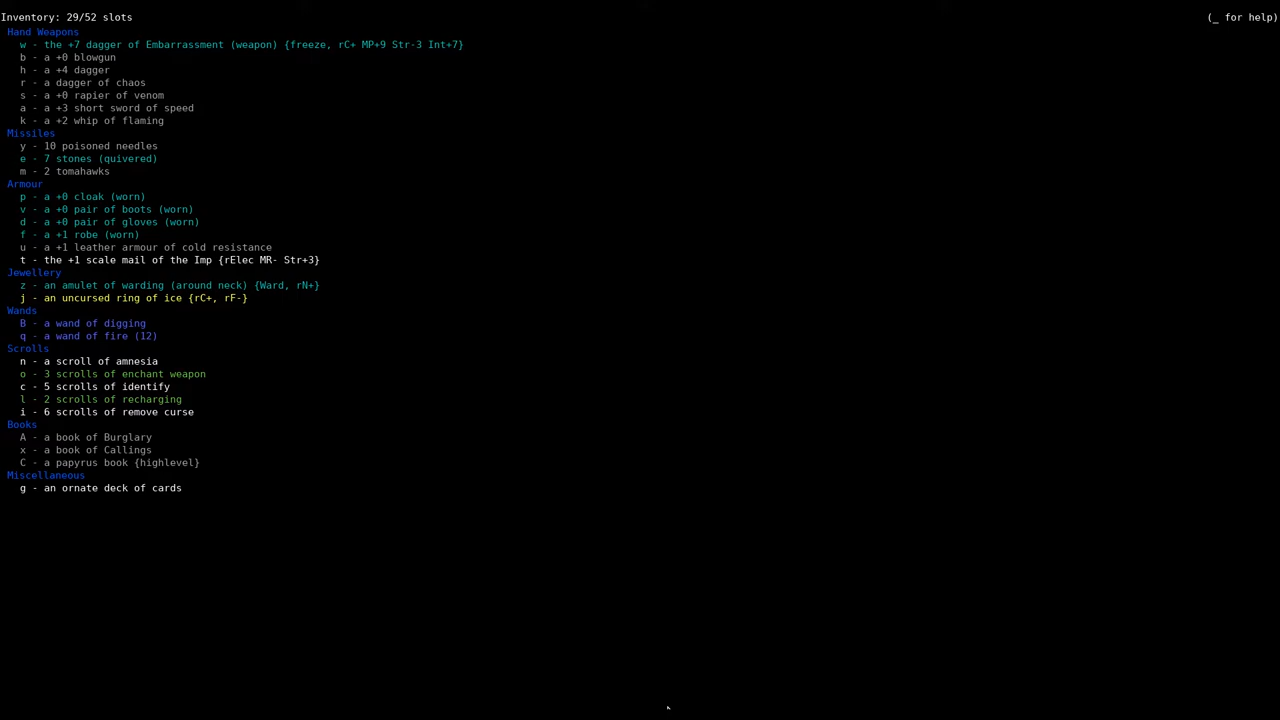 Inventory: 29/52 slots (_ for help)
Hand Weapons
w - the +7 dagger of Embarrassment (weapon) {freeze, rC+ MP+9 Str-3 Int+7}
b - a +0 blowgun
h - a +4 dagger
r - a dagger of chaos
s - a +0 rapier of venom
a - a +3 short sword of speed
k - a +2 whip of flaming
Missiles
y - 10 poisoned needles
e - 7 stones (quivered)
m - 2 tomahawks
Armour
p - a +0 cloak (worn)
v - a +0 pair of boots (worn)
d - a +0 pair of gloves (worn)
f - a +1 robe (worn)
u - a +1 leather armour of cold resistance
t - the +1 scale mail of the Imp {rElec MR- Str+3}
Jewellery
z - an amulet of warding (around neck) {Ward, rN+}
j - an uncursed ring of ice {rC+, rF-}
Wands
B - a wand of digging
q - a wand of fire (12)
Scrolls
n - a scroll of amnesia
o - 3 scrolls of enchant weapon
c - 5 scrolls of identify
l - 2 scrolls of recharging
i - 6 scrolls of remove curse
Books
A - a book of Burglary
x - a book of Callings
C - a papyrus book {highlevel}
Miscellaneous
g - an ornate deck of cards